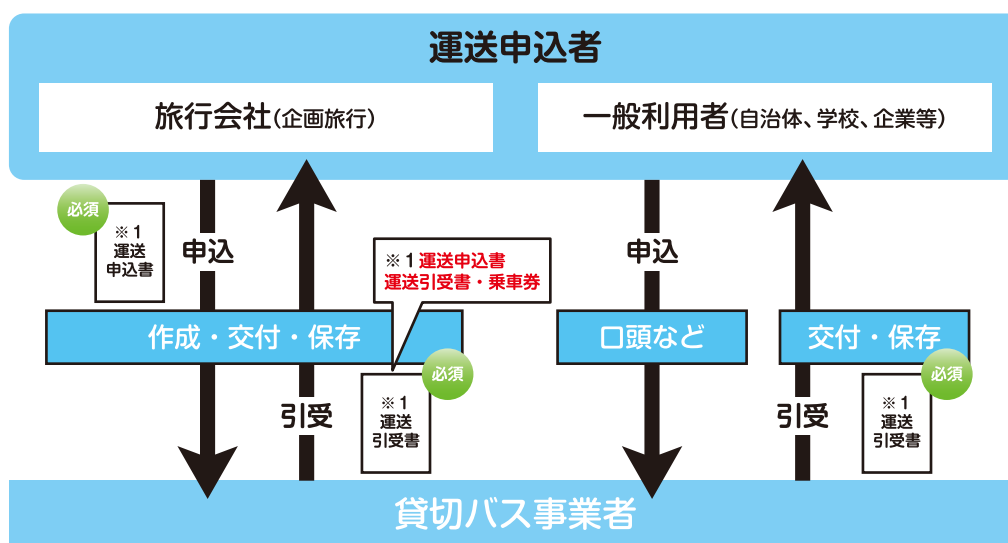 運送申込者
旅行会社(企画旅行)
一般利用者(自治体、学校、企業等)
必須
※1
運送
申込書
申込
※1 運送申込書
運送引受書・乗車券
申込
作成・交付・保存
口頭など
交付・保存
必須
※1
運送
引受書
引受
引受
必須
※1
運送
引受書
貸切バス事業者